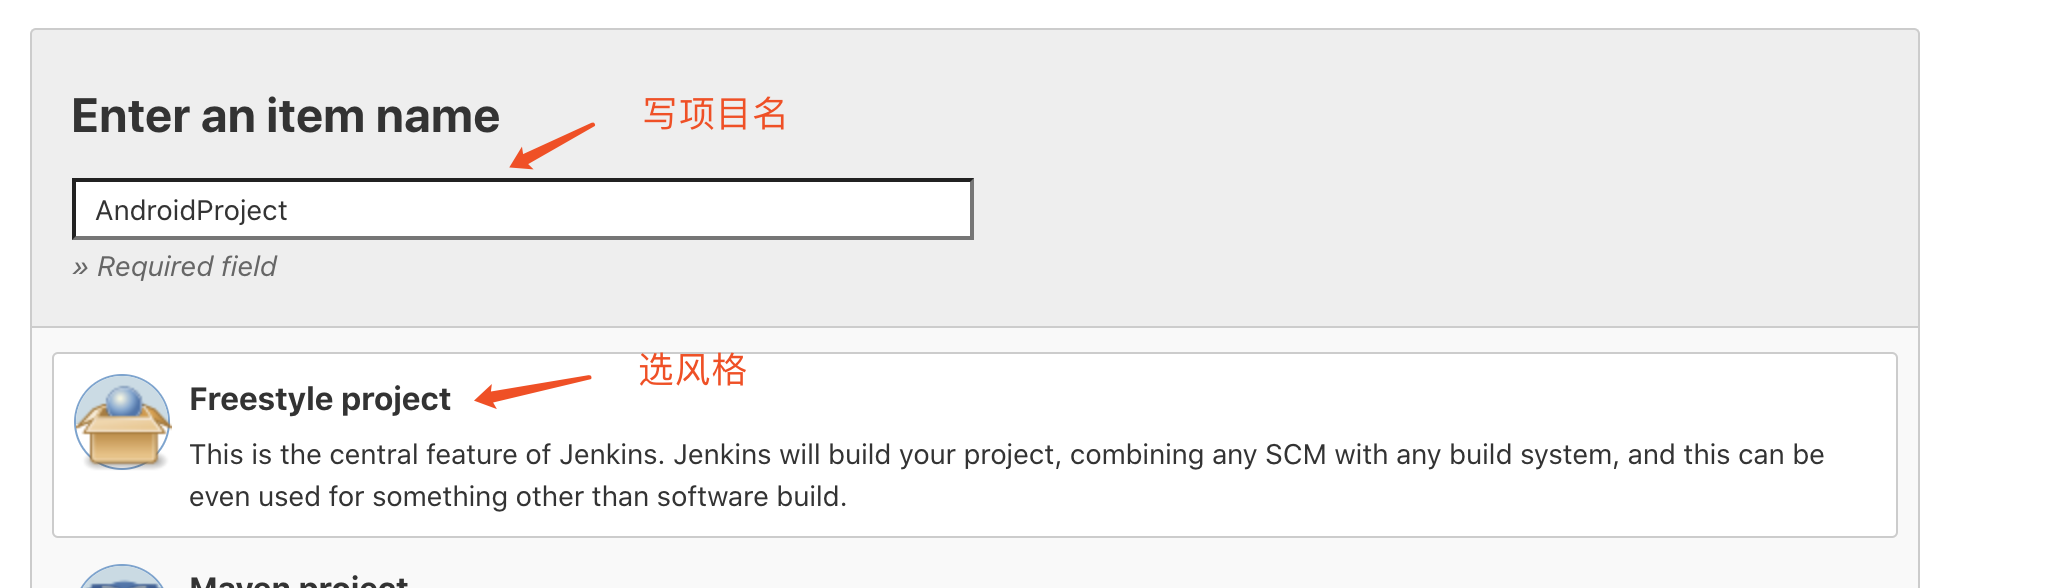 Enter an item name
写项目名
AndroidProject
» Required field
选风格
Freestyle project
This is the central feature of Jenkins. Jenkins will build your project, combining any SCM with any build system, and this can be
even used for something other than software build.
Maven project